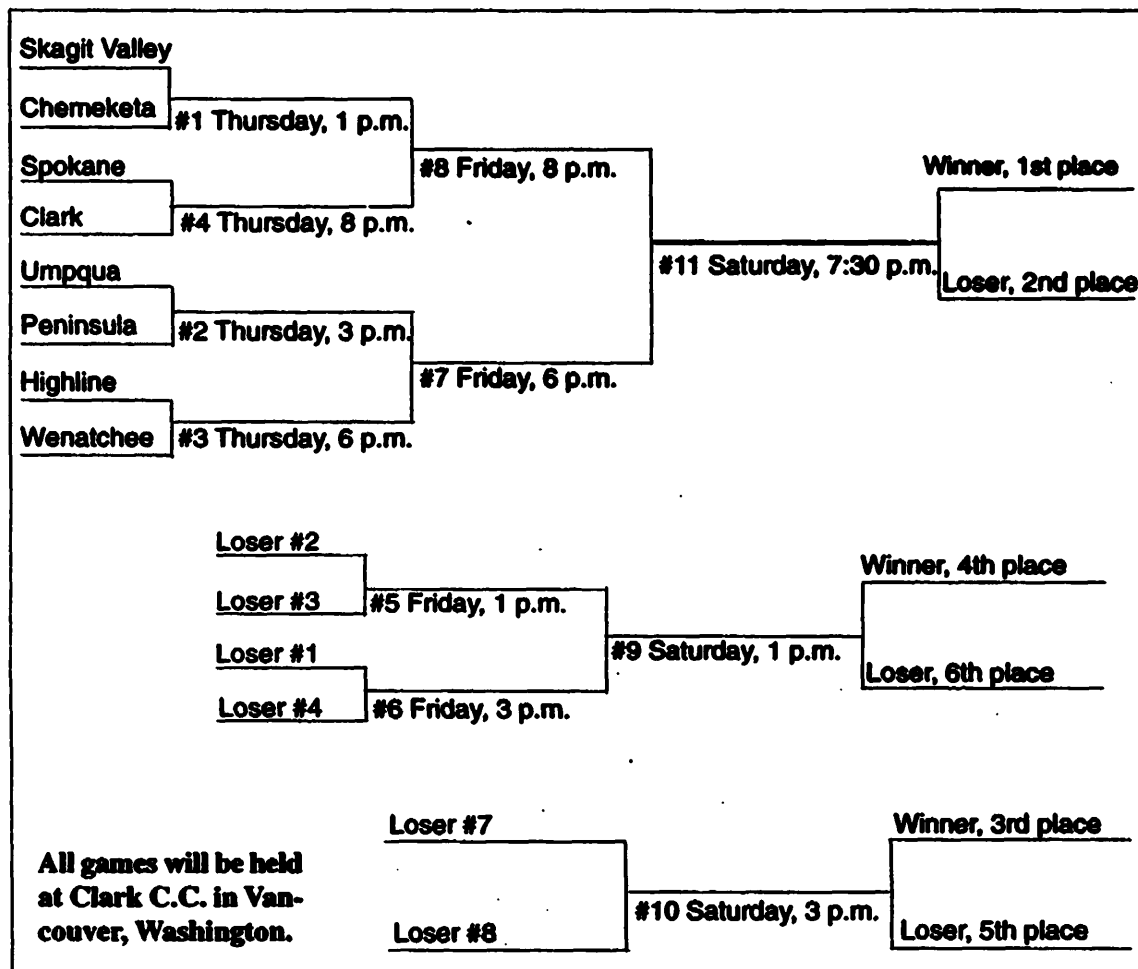 Skagit Valley
Chemeketa
#1 Thursday, 1 p.m.
Spokane
Clark
#4 Thursday, 8 p.m.
#8 Friday, 8 p.m.
Umpqua
Peninsula
#2 Thursday, 3 p.m.
Highline
Wenatchee
#3 Thursday, 6 p.m.
#7 Friday, 6 p.m.
#11 Saturday, 7:30 p.m.
Winner, 1st place
Loser, 2nd place
Loser #2
Loser #3
#5 Friday, 1 p.m.
Loser #1
Loser #4
#6 Friday, 3 p.m.
#9 Saturday, 1 p.m.
Winner, 4th place
Loser, 6th place
Loser #7
Loser #8
#10 Saturday, 3 p.m.
Winner, 3rd place
Loser, 5th place
All games will be held
at Clark C.C. in Van-
couver, Washington.